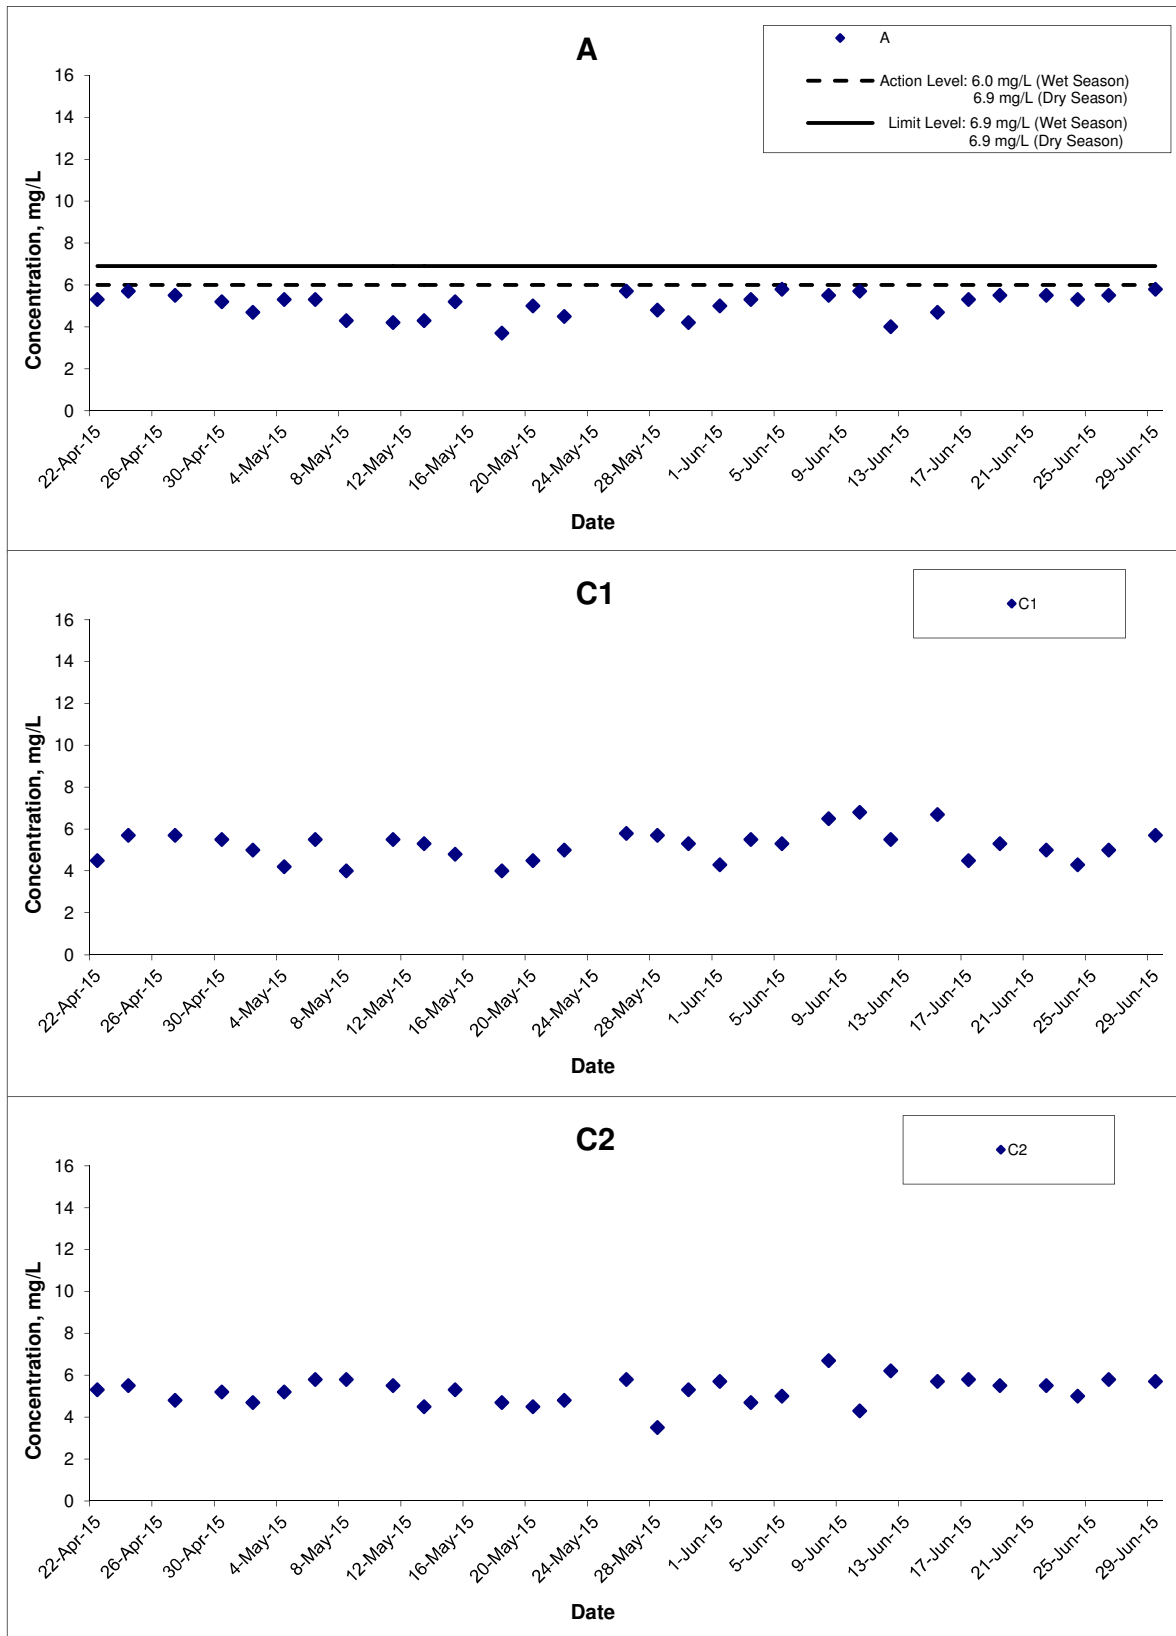 A
A
Action Level: 6.0 mg/L (Wet Season)
6.9 mg/L (Dry Season)
Limit Level: 6.9 mg/L (Wet Season)
6.9 mg/L (Dry Season)
Concentration, mg/L
16
14
12
10
8
6
4
2
0
22-Apr-15
26-Apr-15
30-Apr-15
4-May-15
8-May-15
12-May-15
16-May-15
20-May-15
24-May-15
28-May-15
1-Jun-15
5-Jun-15
9-Jun-15
13-Jun-15
17-Jun-15
21-Jun-15
25-Jun-15
29-Jun-15
Date
C1
C1
Concentration, mg/L
16
14
12
10
8
6
4
2
0
22-Apr-15
26-Apr-15
30-Apr-15
4-May-15
8-May-15
12-May-15
16-May-15
20-May-15
24-May-15
28-May-15
1-Jun-15
5-Jun-15
9-Jun-15
13-Jun-15
17-Jun-15
21-Jun-15
25-Jun-15
29-Jun-15
Date
C2
C2
Concentration, mg/L
16
14
12
10
8
6
4
2
0
22-Apr-15
26-Apr-15
30-Apr-15
4-May-15
8-May-15
12-May-15
16-May-15
20-May-15
24-May-15
28-May-15
1-Jun-15
5-Jun-15
9-Jun-15
13-Jun-15
17-Jun-15
21-Jun-15
25-Jun-15
29-Jun-15
Date